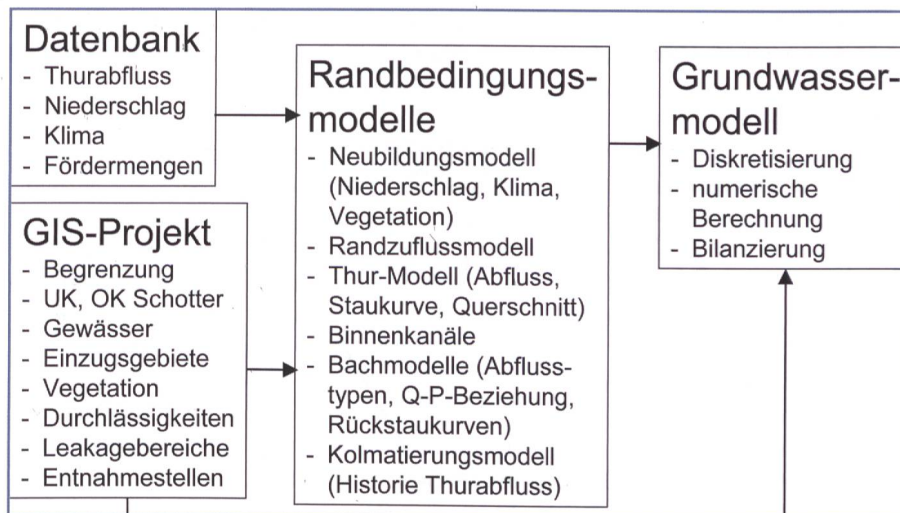 Datenbank
- Thurabfluss
- Niederschlag
- Klima
- Fördermengen
GIS-Projekt
- Begrenzung
- UK, OK Schotter
- Gewässer
- Einzugsgebiete
- Vegetation
- Durchlässigkeiten
- Leakagebereiche
- Entnahmestellen
Randbedingungs-
modelle
- Neubildungsmodell
(Niederschlag, Klima,
Vegetation)
- Randzuflussmodell
- Thur-Modell (Abfluss,
Staukurve, Querschnitt)
- Binnenkanäle
- Bachmodelle (Abfluss-
typen, Q-P-Beziehung,
Rückstaukurven)
- Kolmatierungsmodell
(Historie Thurabfluss)
Grundwasser-
modell
- Diskretisierung
- numerische
Berechnung
- Bilanzierung